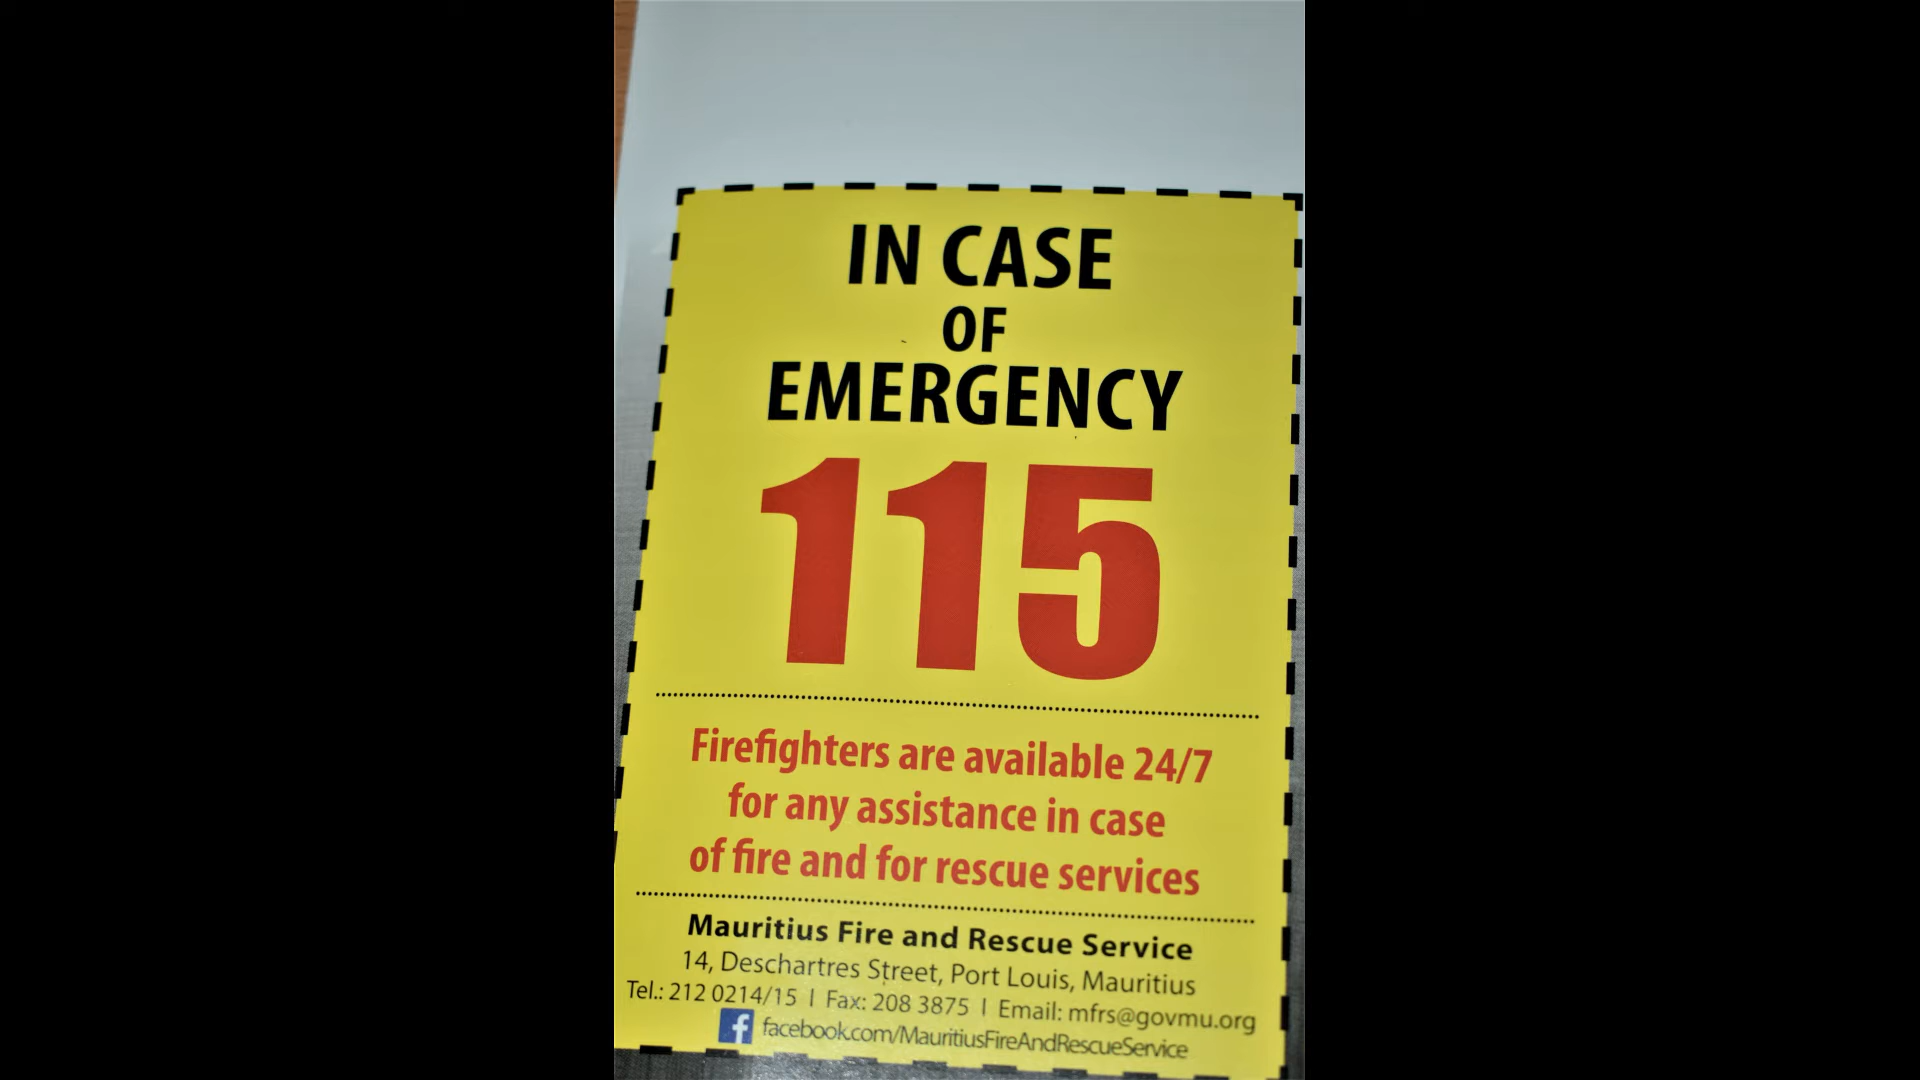 IN CASE
OF
EMERGENCY
115
Firefighters are available 24/7
for any assistance in case
of fire and for rescue services
Mauritius Fire and Rescue Service
14, Deschartres Street, Port Louis, Mauritius
Tel.: 212 0214/15 I Fax: 208 3875 I Email: mfrs@govmu.org
facebook.com/MauritiusFireAndRescueService